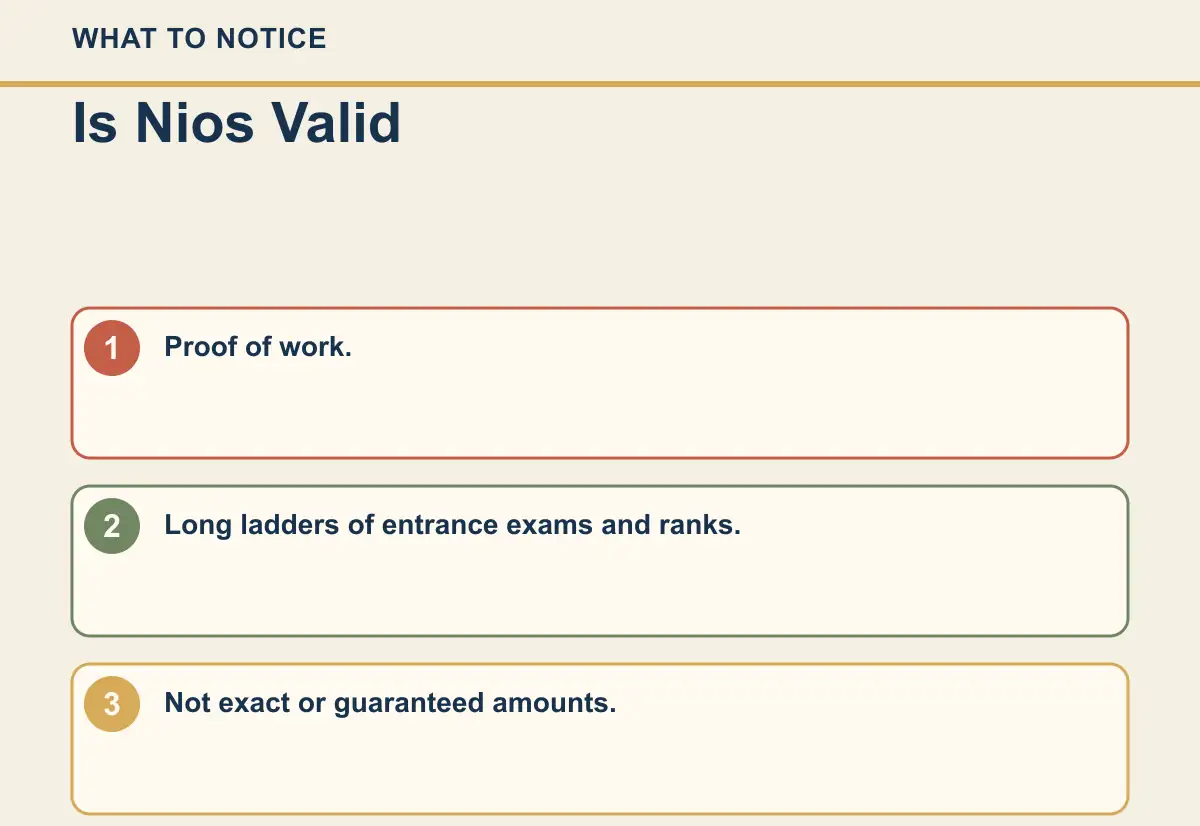 WHAT TO NOTICE
Is Nios Valid
1 Proof of work.
2 Long ladders of entrance exams and ranks.
3 Not exact or guaranteed amounts.